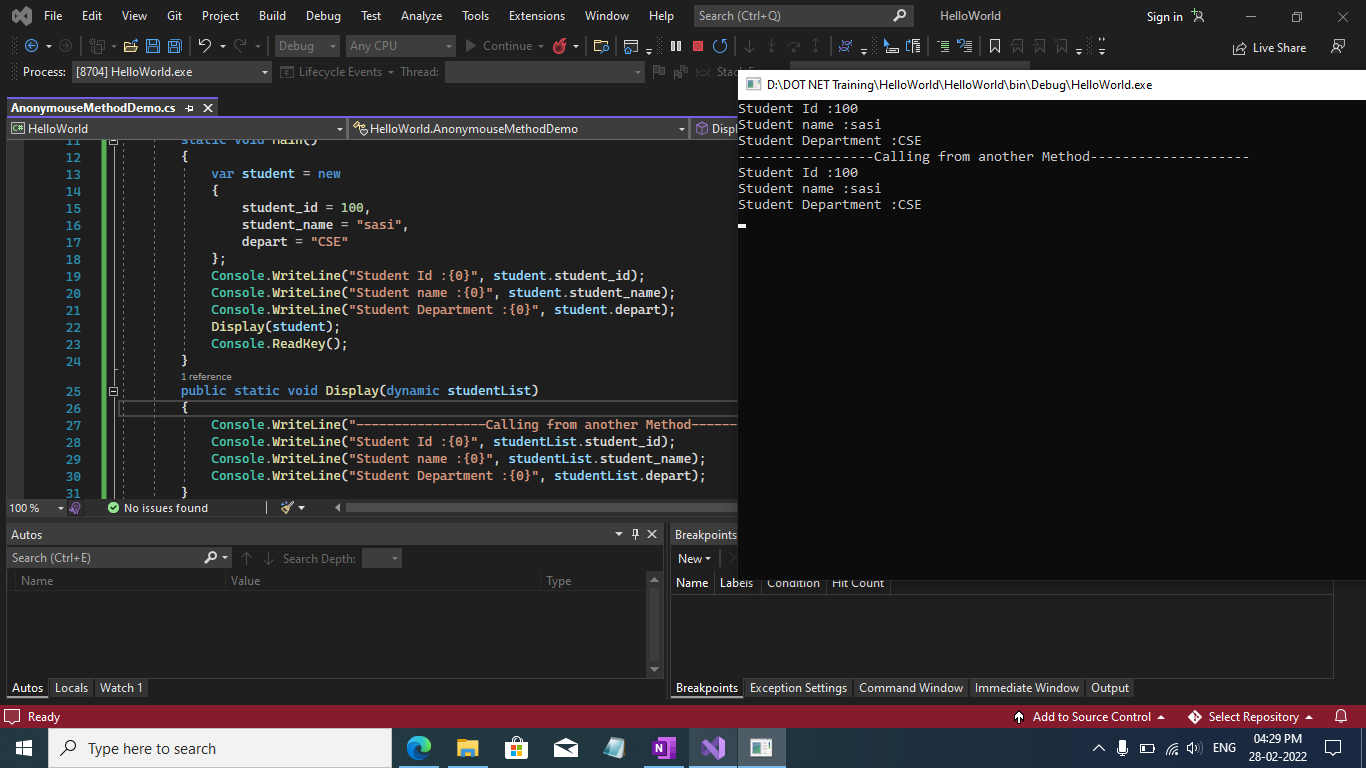 File Edit View Git Project Build Debug Test Analyze Tools Extensions Window Help Search (Ctrl+Q) HelloWorld Sign in
Debug Any CPU Continue Live Share
Process: [8704] HelloWorld.exe Lifecycle Events Thread:
AnonymouseMethodDemo.cs
C# HelloWorld HelloWorld.AnonymouseMethodDemo Displ
11 static void Main()
12 {
13 var student = new
14 {
15 student_id = 100,
16 student_name = "sasi",
17 depart = "CSE"
18 };
19 Console.WriteLine("Student Id :{0}", student.student_id);
20 Console.WriteLine("Student name :{0}", student.student_name);
21 Console.WriteLine("Student Department :{0}", student.depart);
22 Display(student);
23 Console.ReadKey();
24 }
1 reference
25 public static void Display(dynamic studentList)
26 {
27 Console.WriteLine("-----------------Calling from another Method------
28 Console.WriteLine("Student Id :{0}", studentList.student_id);
29 Console.WriteLine("Student name :{0}", studentList.student_name);
30 Console.WriteLine("Student Department :{0}", studentList.depart);
31 }
100 % No issues found
D:\DOT NET Training\HelloWorld\HelloWorld\bin\Debug\HelloWorld.exe
Student Id :100
Student name :sasi
Student Department :CSE
-----------------Calling from another Method--------------------
Student Id :100
Student name :sasi
Student Department :CSE
Autos
Search (Ctrl+E) Search Depth:
Name Value Type
Autos Locals Watch 1
Breakpoints
New
Name Labels Condition Hit Count
Breakpoints Exception Settings Command Window Immediate Window Output
Ready Add to Source Control Select Repository
Type here to search
N
ENG
04:29 PM
28-02-2022